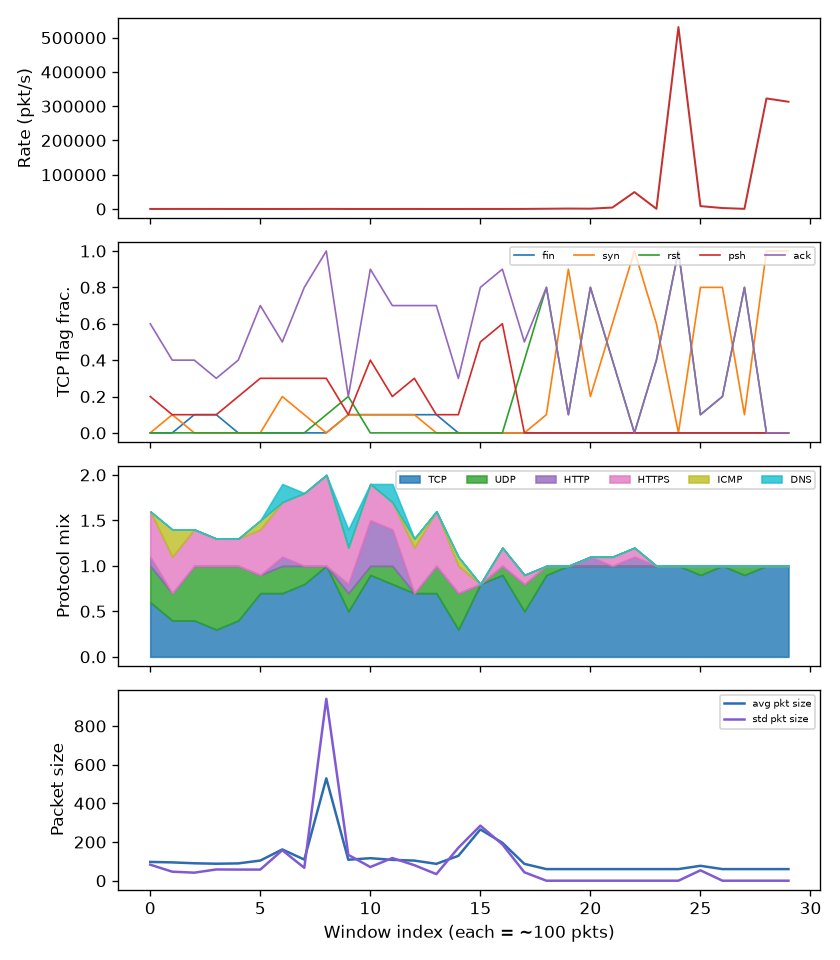 500000
400000
300000
200000
100000
0
Rate (pkt/s)
1.0
0.8
0.6
0.4
0.2
0.0
TCP flag frac.
fin syn rst psh ack
2.0
1.5
1.0
0.5
0.0
Protocol mix
TCP UDP HTTP HTTPS ICMP DNS
800
600
400
200
0
Packet size
avg pkt size
std pkt size
0 5 10 15 20 25 30
Window index (each = ~100 pkts)